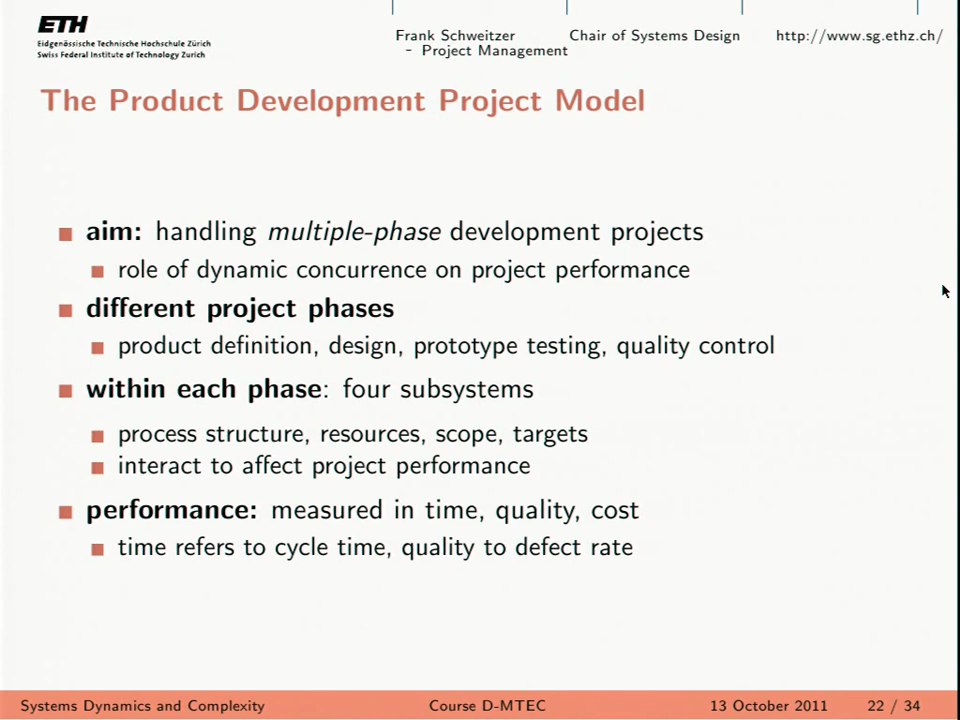 ETH
Eidgenössische Technische Hochschule Zürich
Swiss Federal Institute of Technology Zurich
Frank Schweitzer Chair of Systems Design http://www.sg.ethz.ch/
- Project Management
The Product Development Project Model
aim: handling multiple-phase development projects
role of dynamic concurrence on project performance
different project phases
product definition, design, prototype testing, quality control
within each phase: four subsystems
process structure, resources, scope, targets
interact to affect project performance
performance: measured in time, quality, cost
time refers to cycle time, quality to defect rate
Systems Dynamics and Complexity Course D-MTEC 13 October 2011 22 / 34